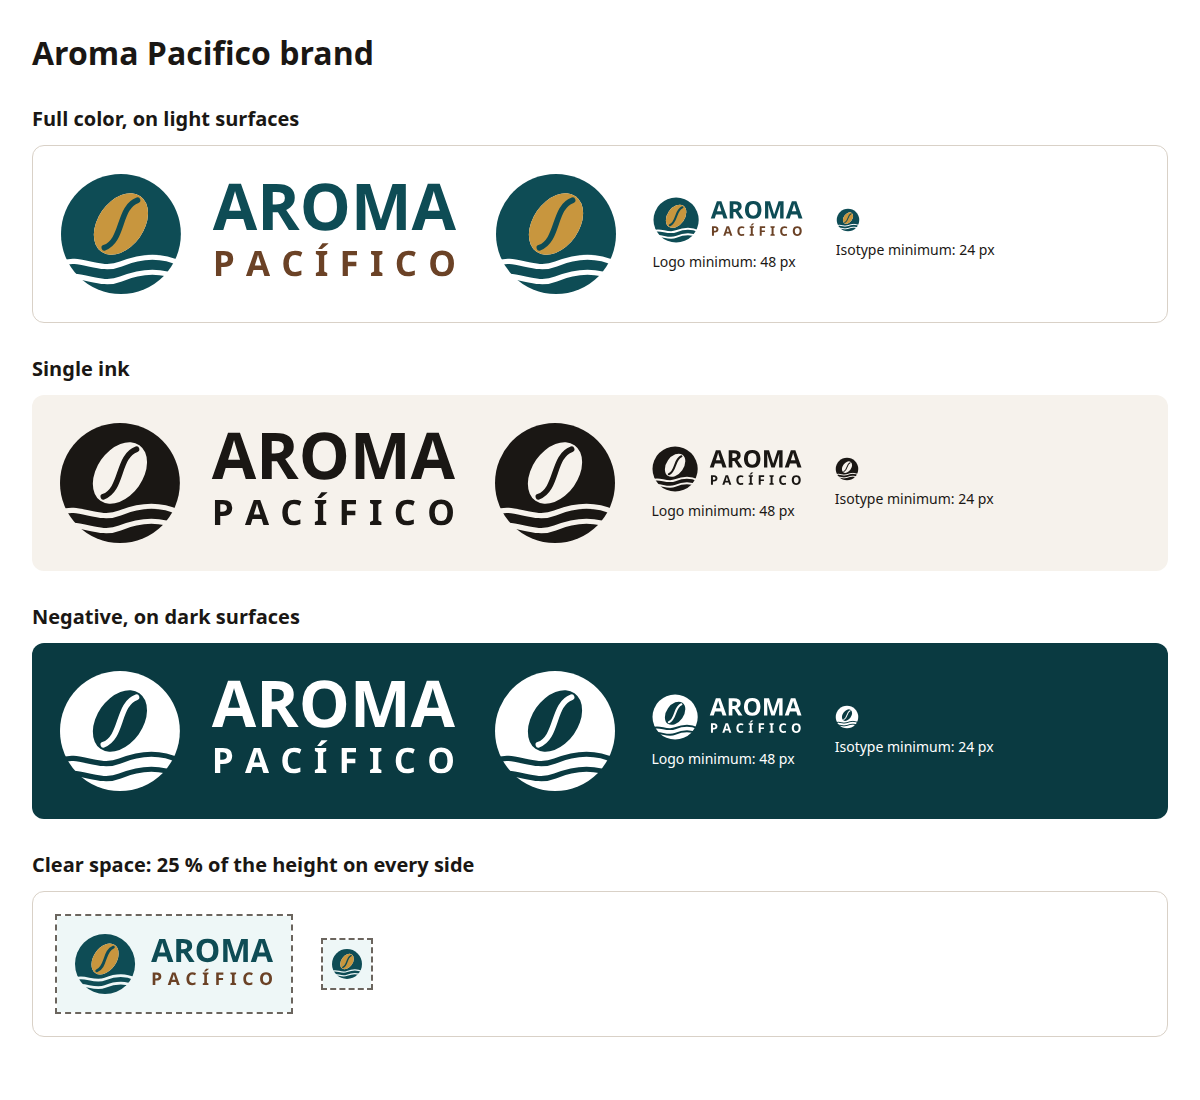 Aroma Pacifico brand
Full color, on light surfaces
AROMA
PACÍFICO
AROMA
PACÍFICO
Logo minimum: 48 px
Isotype minimum: 24 px
Single ink
AROMA
PACÍFICO
AROMA
PACÍFICO
Logo minimum: 48 px
Isotype minimum: 24 px
Negative, on dark surfaces
AROMA
PACÍFICO
AROMA
PACÍFICO
Logo minimum: 48 px
Isotype minimum: 24 px
Clear space: 25 % of the height on every side
AROMA
PACÍFICO